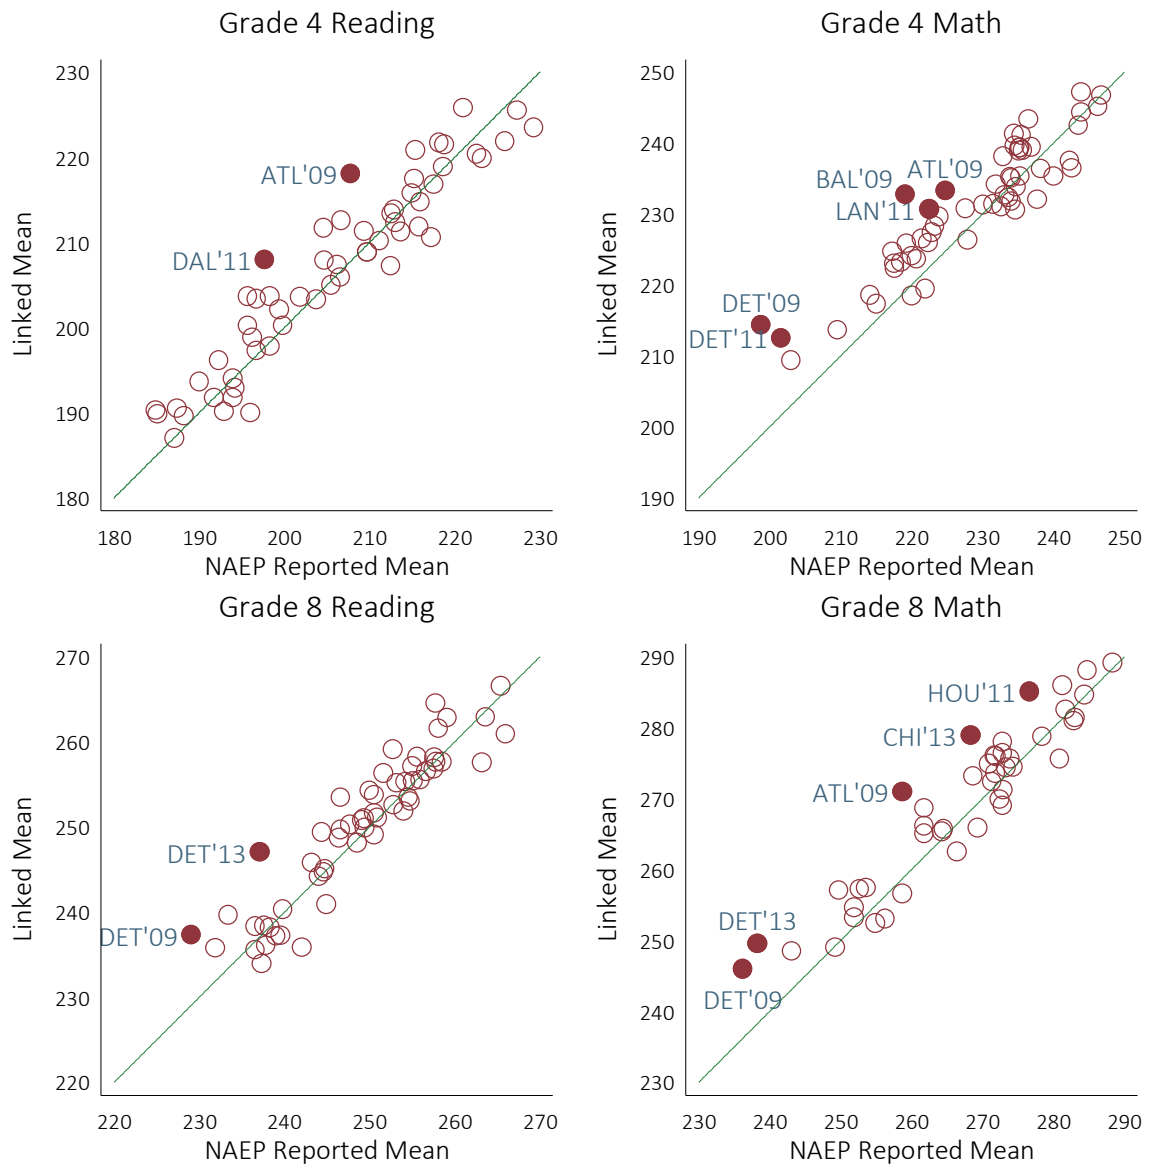 Grade 4 Reading
230
220
210
200
190
180
Linked Mean
ATL'09
DAL'11
180 190 200 210 220 230
NAEP Reported Mean
Grade 4 Math
250
240
230
220
210
200
190
Linked Mean
BAL'09
ATL'09
LAN'11
DET'09
DET'11
190 200 210 220 230 240 250
NAEP Reported Mean
Grade 8 Reading
270
260
250
240
230
220
Linked Mean
DET'13
DET'09
220 230 240 250 260 270
NAEP Reported Mean
Grade 8 Math
290
280
270
260
250
240
230
Linked Mean
HOU'11
CHI'13
ATL'09
DET'13
DET'09
230 240 250 260 270 280 290
NAEP Reported Mean